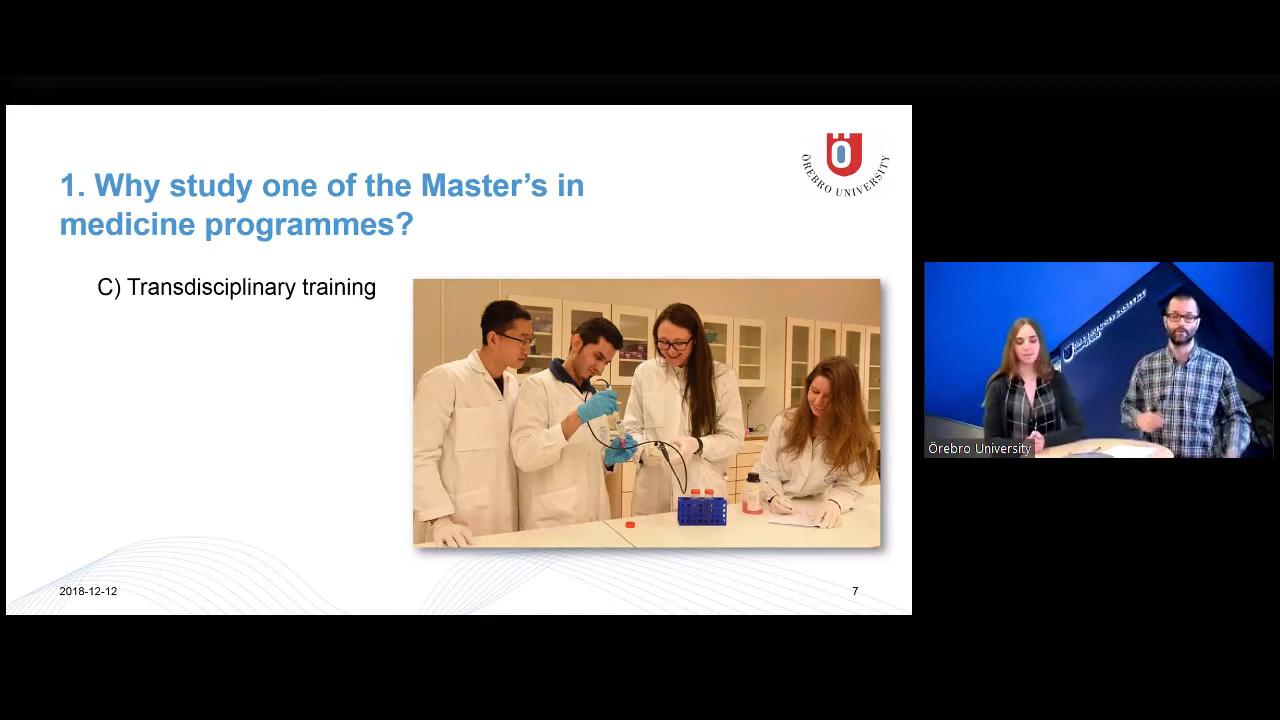 ÖREBRO UNIVERSITY
1. Why study one of the Master's in
medicine programmes?
C) Transdisciplinary training
2018-12-12
7
Örebro University